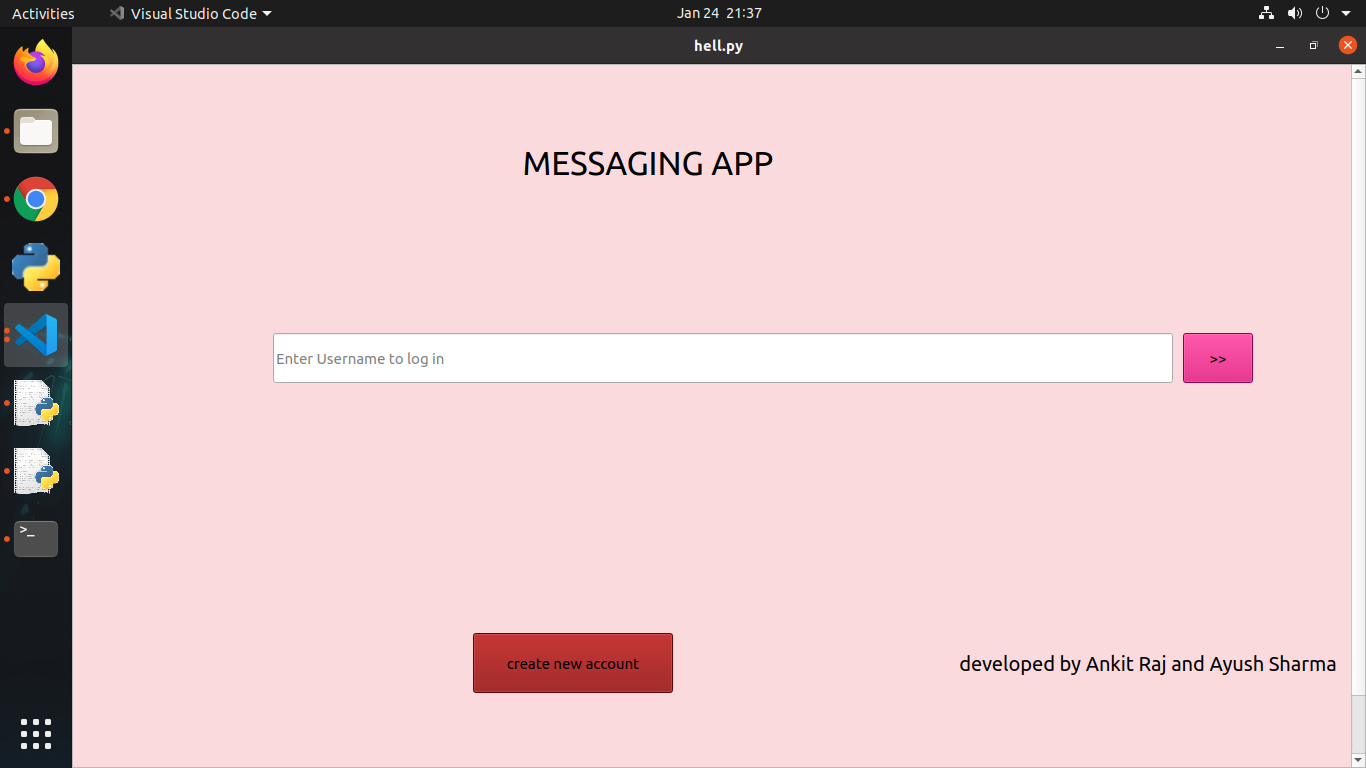 Activities
Visual Studio Code
Jan 24 21:37
hell.py
MESSAGING APP
Enter Username to log in
>>
>_
create new account
developed by Ankit Raj and Ayush Sharma